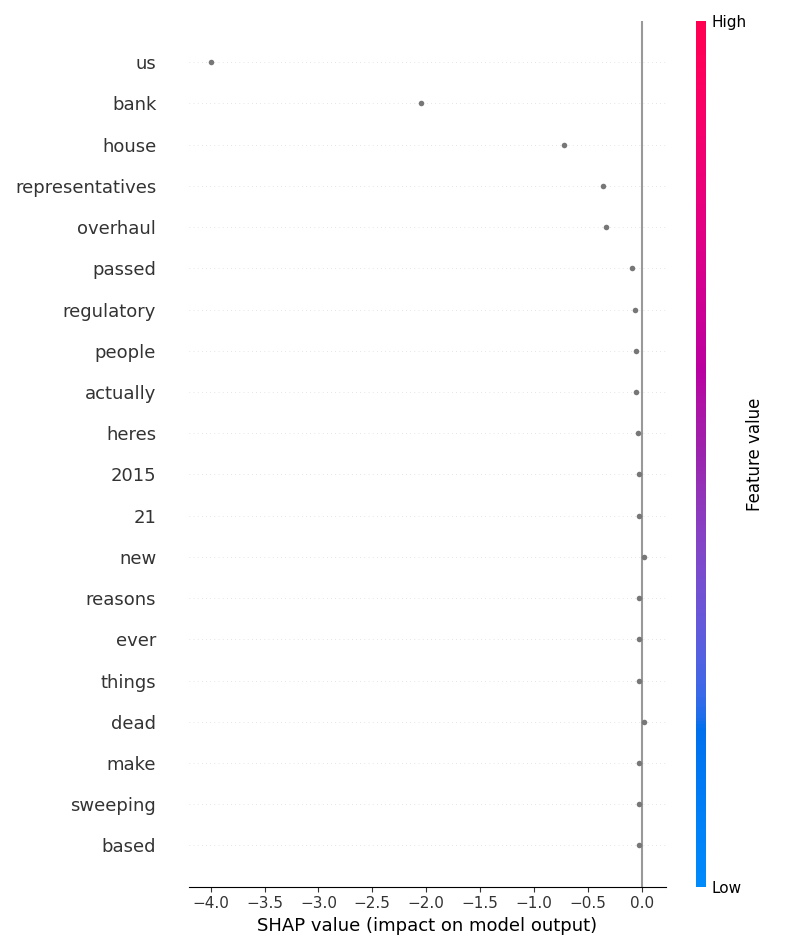 High
us
bank
house
representatives
overhaul
passed
regulatory
people
actually
heres
2015
21
new
reasons
ever
things
dead
make
sweeping
based
Feature value
Low
−4.0 −3.5 −3.0 −2.5 −2.0 −1.5 −1.0 −0.5 0.0
SHAP value (impact on model output)